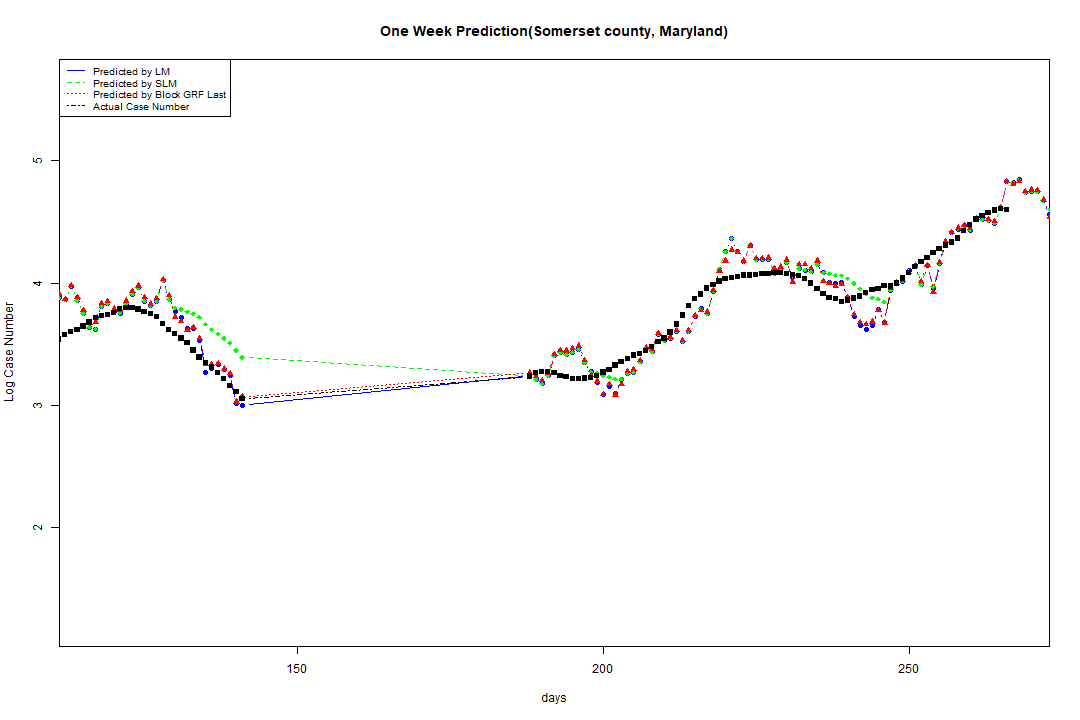 One Week Prediction(Somerset county, Maryland)
Predicted by LM
Predicted by SLM
Predicted by Block GRF Last
Actual Case Number
5
4
3
2
Log Case Number
150
200
250
days